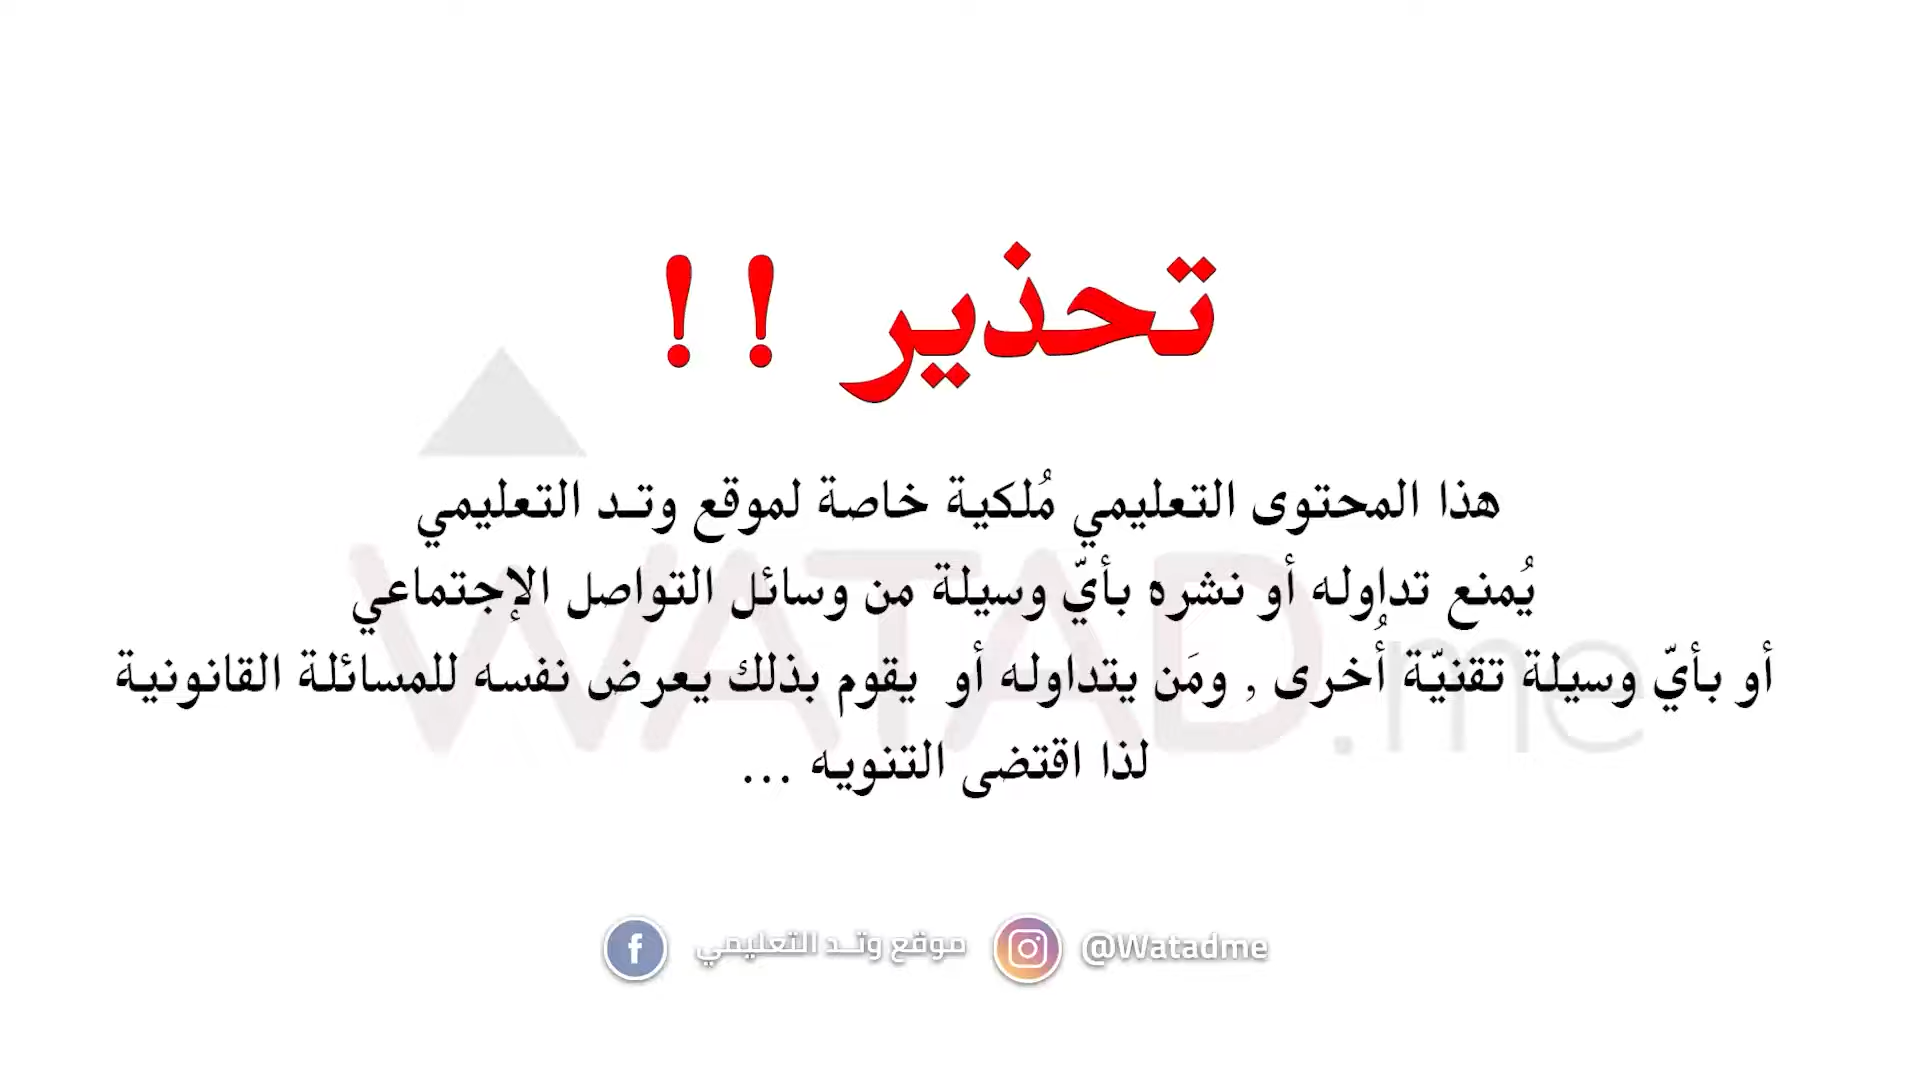 تحذير ! !
هذا المحتوى التعليمي مُلكية خاصة لموقع وتـد التعليمي
يُمنع تداوله أو نشره بأيّ وسيلة من وسائل التواصل الإجتماعي
أو بأيّ وسيلة تقنيّة أُخرى , ومَن يتداوله أو يقوم بذلك يعرض نفسه للمسائلة القانونية
لذا اقتضى التنويه ...
WATAD.me
موقع وتـد التعليمي @Watadme